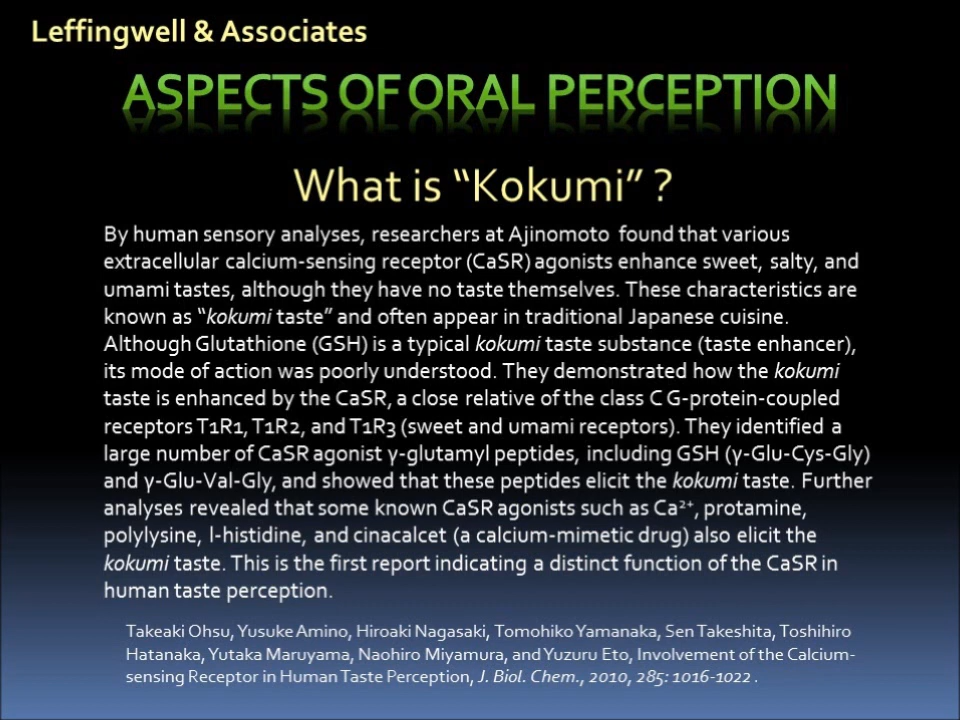 Leffingwell & Associates
ASPECTS OF ORAL PERCEPTION
What is “Kokumi” ?
By human sensory analyses, researchers at Ajinomoto found that various
extracellular calcium-sensing receptor (CaSR) agonists enhance sweet, salty, and
umami tastes, although they have no taste themselves. These characteristics are
known as “kokumi taste” and often appear in traditional Japanese cuisine.
Although Glutathione (GSH) is a typical kokumi taste substance (taste enhancer),
its mode of action was poorly understood. They demonstrated how the kokumi
taste is enhanced by the CaSR, a close relative of the class C G-protein-coupled
receptors T1R1, T1R2, and T1R3 (sweet and umami receptors). They identified a
large number of CaSR agonist γ-glutamyl peptides, including GSH (γ-Glu-Cys-Gly)
and γ-Glu-Val-Gly, and showed that these peptides elicit the kokumi taste. Further
analyses revealed that some known CaSR agonists such as Ca²⁺, protamine,
polylysine, l-histidine, and cinacalcet (a calcium-mimetic drug) also elicit the
kokumi taste. This is the first report indicating a distinct function of the CaSR in
human taste perception.
Takeaki Ohsu, Yusuke Amino, Hiroaki Nagasaki, Tomohiko Yamanaka, Sen Takeshita, Toshihiro
Hatanaka, Yutaka Maruyama, Naohiro Miyamura, and Yuzuru Eto, Involvement of the Calcium-
sensing Receptor in Human Taste Perception, J. Biol. Chem., 2010, 285: 1016-1022 .